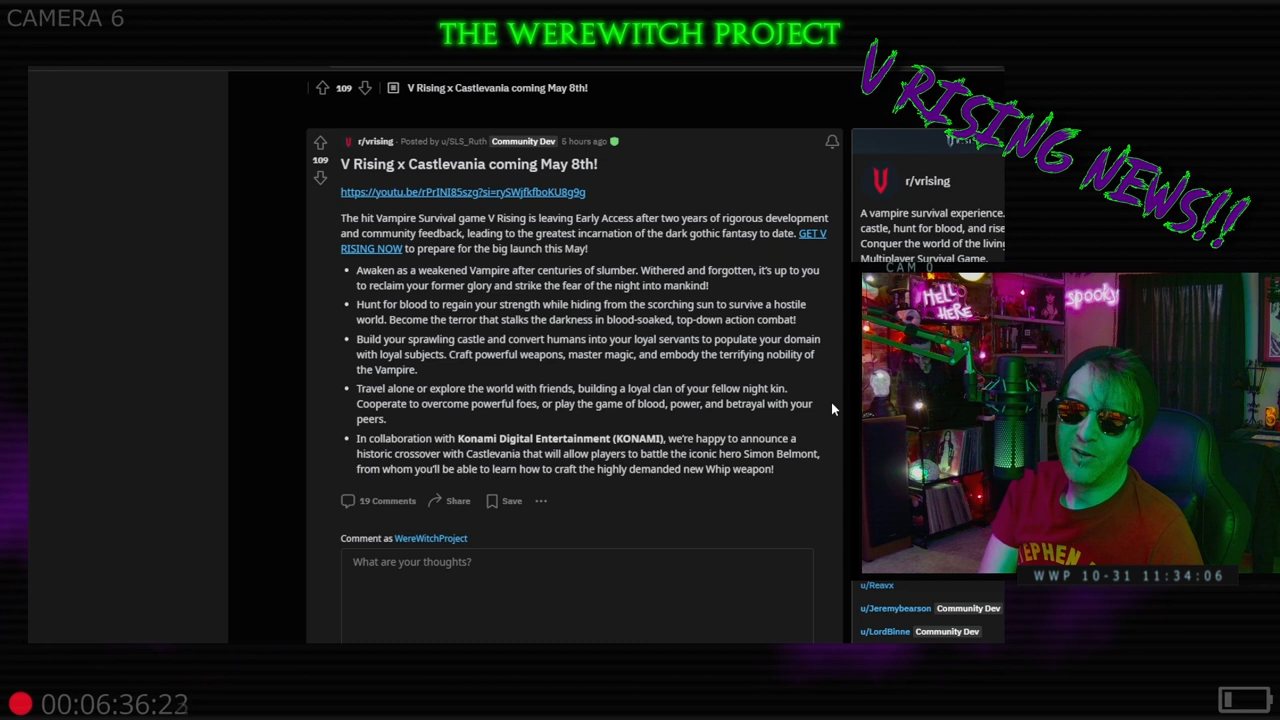 CAMERA 6
THE WEREWITCH PROJECT
V RISING NEWS!!
109 V Rising x Castlevania coming May 8th!
r/vrising · Posted by u/SLS_Ruth Community Dev 5 hours ago
109
V Rising x Castlevania coming May 8th!
https://youtu.be/rPrINI85szg?si=rySWjfkfboKU8g9g
The hit Vampire Survival game V Rising is leaving Early Access after two years of rigorous development
and community feedback, leading to the greatest incarnation of the dark gothic fantasy to date. GET V
RISING NOW to prepare for the big launch this May!
• Awaken as a weakened Vampire after centuries of slumber. Withered and forgotten, it's up to you
to reclaim your former glory and strike the fear of the night into mankind!
• Hunt for blood to regain your strength while hiding from the scorching sun to survive a hostile
world. Become the terror that stalks the darkness in blood-soaked, top-down action combat!
• Build your sprawling castle and convert humans into your loyal servants to populate your domain
with loyal subjects. Craft powerful weapons, master magic, and embody the terrifying nobility of
the Vampire.
• Travel alone or explore the world with friends, building a loyal clan of your fellow night kin.
Cooperate to overcome powerful foes, or play the game of blood, power, and betrayal with your
peers.
• In collaboration with Konami Digital Entertainment (KONAMI), we're happy to announce a
historic crossover with Castlevania that will allow players to battle the iconic hero Simon Belmont,
from whom you'll be able to learn how to craft the highly demanded new Whip weapon!
19 Comments Share Save
Comment as WereWitchProject
What are your thoughts?
r/vrising
A vampire survival experience.
castle, hunt for blood, and rise
Conquer the world of the livin
Multiplayer Survival Game.
CAM 0
HELL
HERE
spooky
STEPHEN
WWP 10-31 11:34:06
u/Reavx
u/Jeremybearson Community Dev
u/LordBinne Community Dev
00:06:36:22